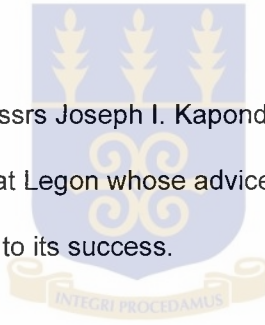 ssrs Joseph I. Kapond
at Legon whose advice
to its success.
INTEGRI PROCEDAMUS